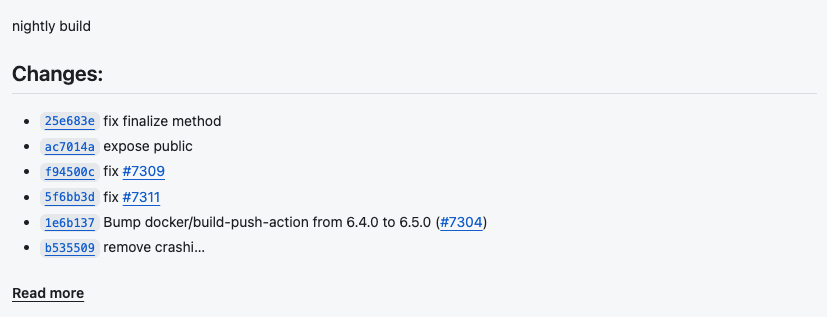 nightly build
Changes:
25e683e fix finalize method
ac7014a expose public
f94500c fix #7309
5f6bb3d fix #7311
1e6b137 Bump docker/build-push-action from 6.4.0 to 6.5.0 (#7304)
b535509 remove crashi...
Read more